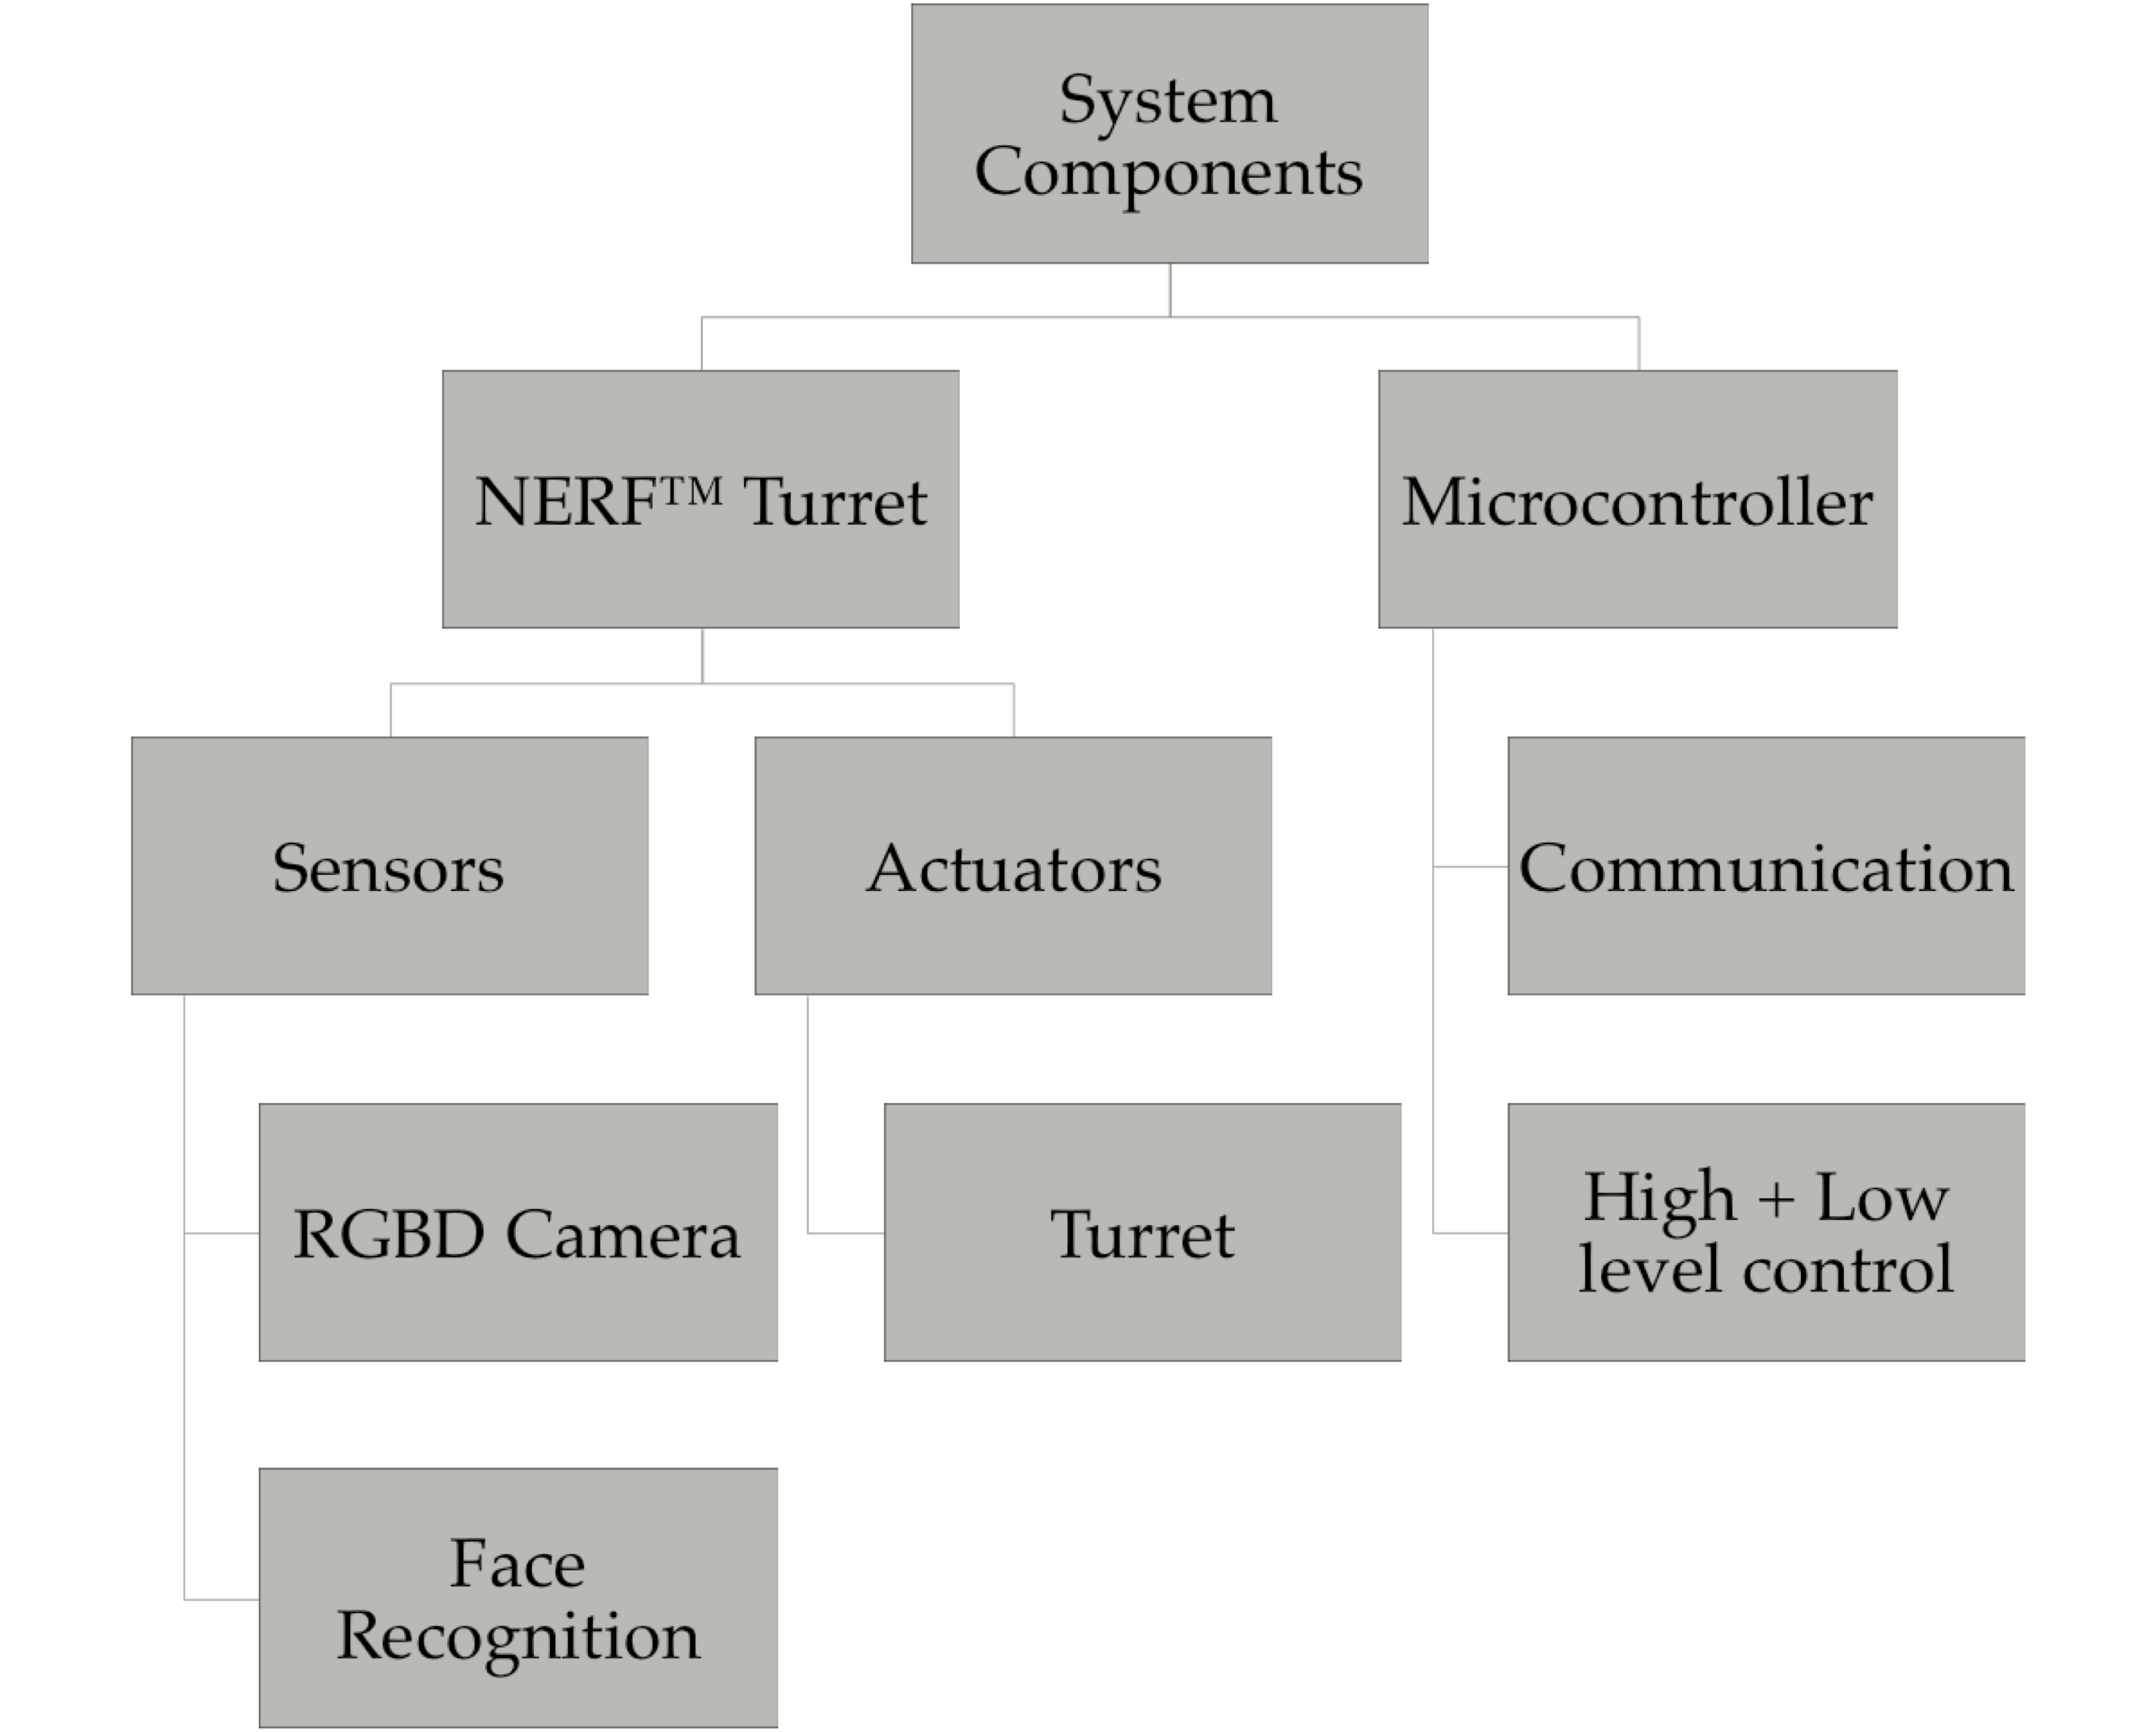 System
Components
NERF™ Turret
Microcontroller
Sensors
Actuators
Communication
RGBD Camera
Turret
High + Low
level control
Face
Recognition